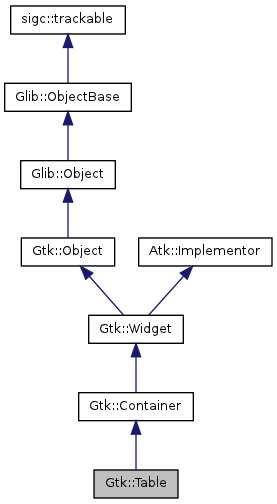 sigc::trackable
Glib::ObjectBase
Glib::Object
Gtk::Object
Atk::Implementor
Gtk::Widget
Gtk::Container
Gtk::Table